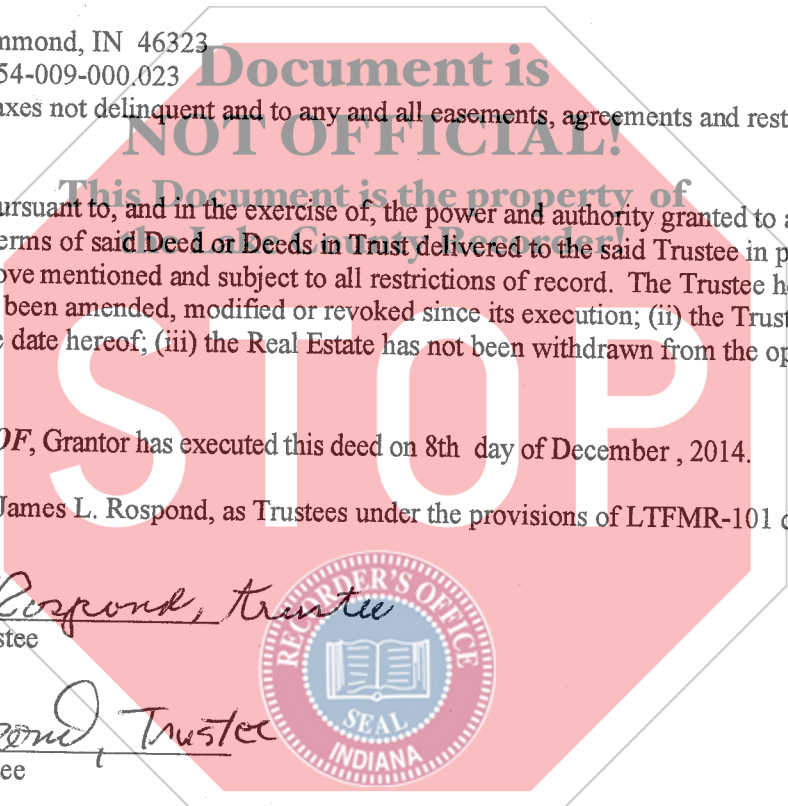 mmond, IN 46323
54-009-000.023
Document is
axes not delinquent and to any and all easements, agreements and rest
NOT OFFICIAL!
This Document is the property of
ursuant to, and in the exercise of, the power and authority granted to a
the Lake County Recorder!
erms of said Deed or Deeds in Trust delivered to the said Trustee in p
ove mentioned and subject to all restrictions of record. The Trustee h
been amended, modified or revoked since its execution; (ii) the Trust
e date hereof; (iii) the Real Estate has not been withdrawn from the op
STOP
OF, Grantor has executed this deed on 8th day of December , 2014.
James L. Rospond, as Trustees under the provisions of LTFMR-101 d
Rospond, trustee
stee
RECORDER'S OFFICE
SEAL
INDIANA
pond, Trustee
ee